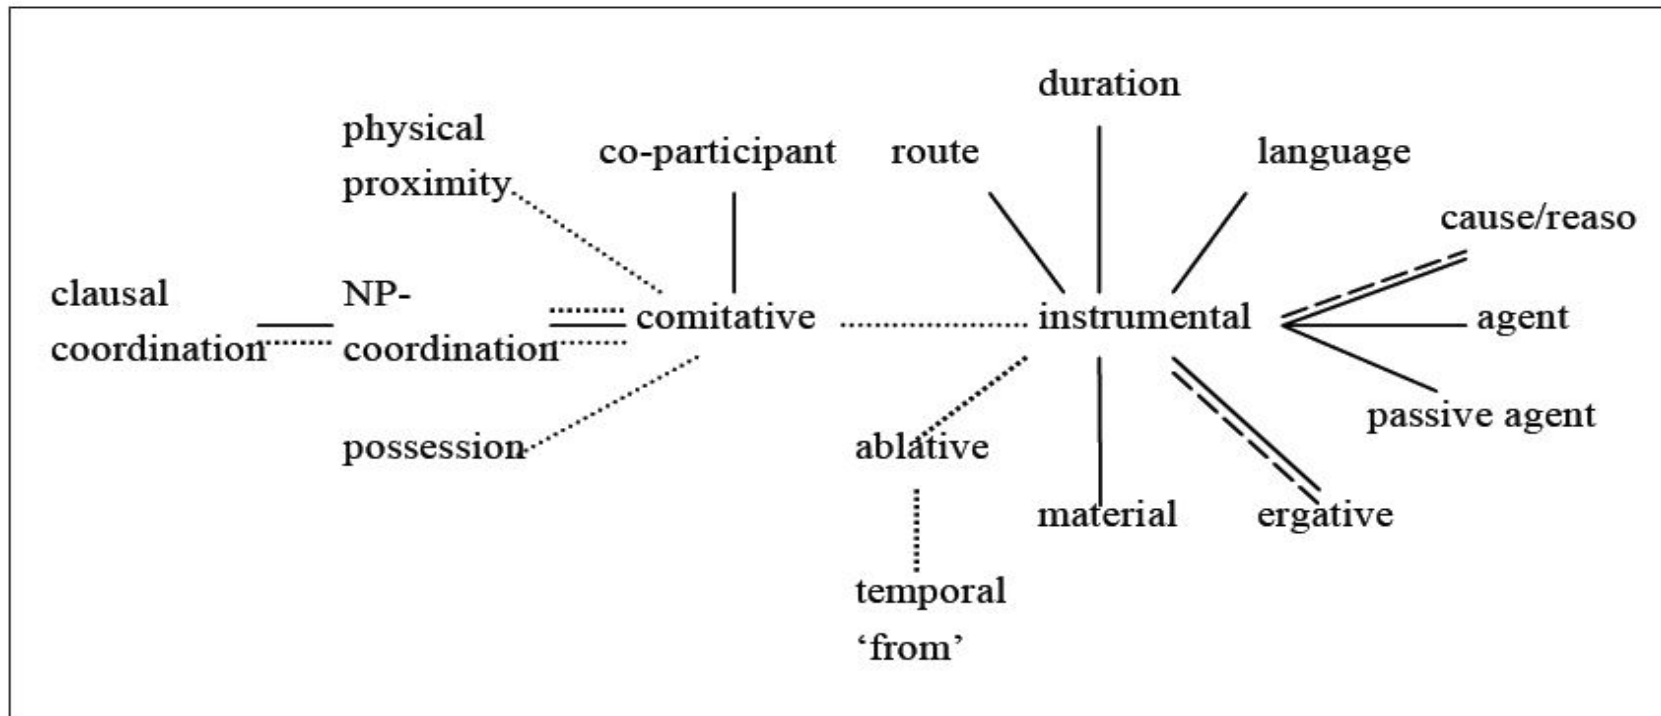 duration
physical
proximity
co-participant
route
language
cause/reaso
clausal
coordination
NP-
coordination
comitative
instrumental
agent
passive agent
possession
ablative
material
ergative
temporal
‘from’